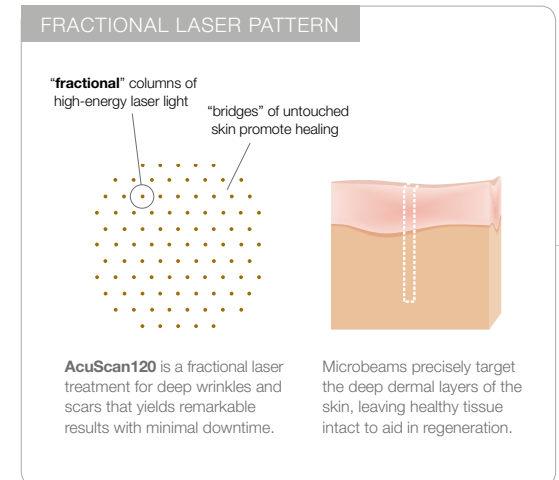 FRACTIONAL LASER PATTERN
“fractional” columns of
high-energy laser light
“bridges” of untouched
skin promote healing
AcuScan120 is a fractional laser
treatment for deep wrinkles and
scars that yields remarkable
results with minimal downtime.
Microbeams precisely target
the deep dermal layers of the
skin, leaving healthy tissue
intact to aid in regeneration.